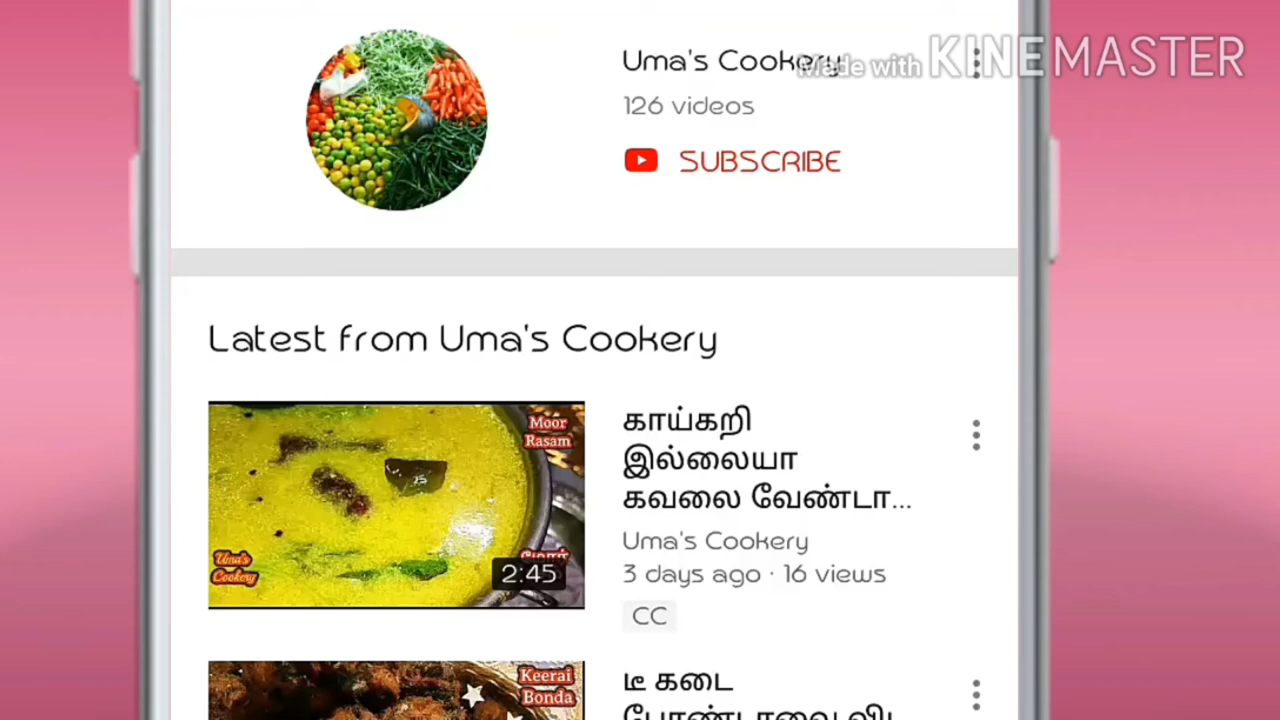 Uma's Cookery
Made with KINEMASTER
126 videos
SUBSCRIBE
Latest from Uma's Cookery
Moor
Rasam
Uma's
Cookery
மோர்
2:45
காய்கறி
இல்லையா
கவலை வேண்டா...
Uma's Cookery
3 days ago · 16 views
CC
Keerai
Bonda
டீ கடை